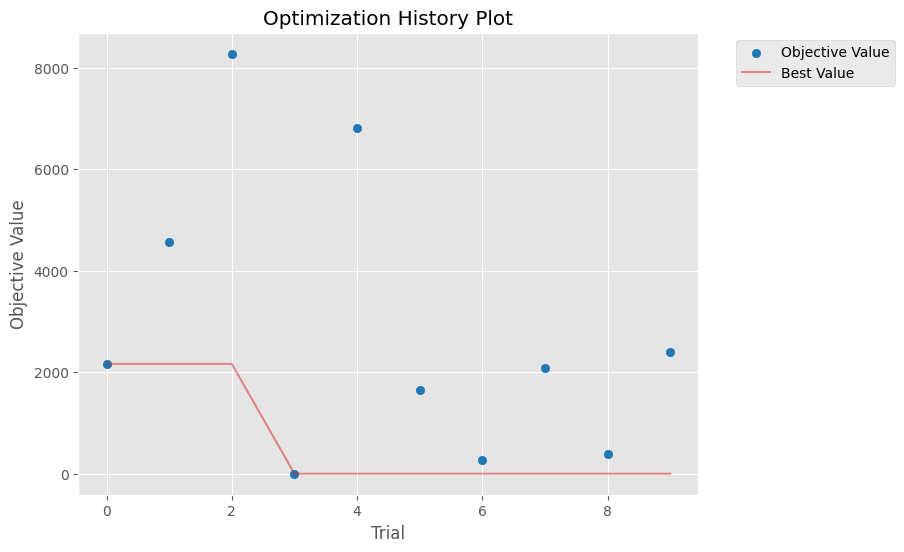 Optimization History Plot
Objective Value
Best Value
Objective Value
8000
6000
4000
2000
0
0 2 4 6 8
Trial